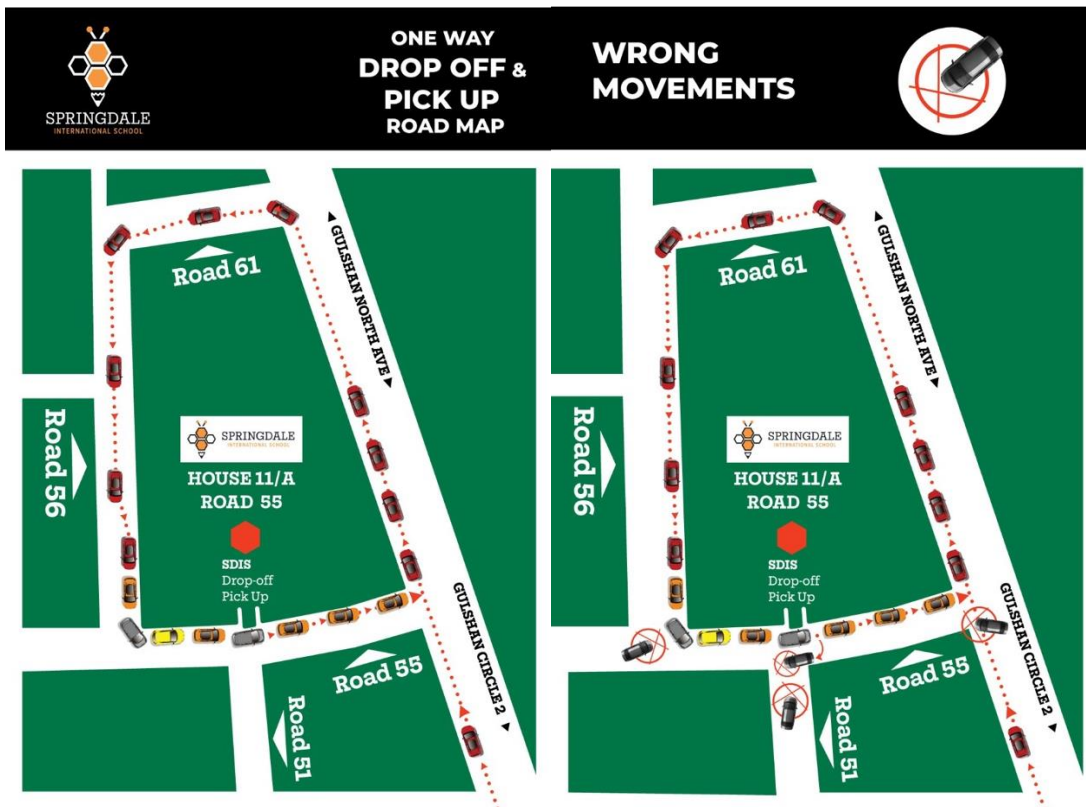 SPRINGDALE
INTERNATIONAL SCHOOL
ONE WAY
DROP OFF &
PICK UP
ROAD MAP
WRONG
MOVEMENTS
Road 61
GULSHAN NORTH AVE
Road 56
SPRINGDALE
INTERNATIONAL SCHOOL
HOUSE 11/A
ROAD 55
SDIS
Drop-off
Pick Up
GULSHAN CIRCLE 2
Road 55
Road 51
Road 61
GULSHAN NORTH AVE
Road 56
SPRINGDALE
INTERNATIONAL SCHOOL
HOUSE 11/A
ROAD 55
SDIS
Drop-off
Pick Up
GULSHAN CIRCLE 2
Road 55
Road 51